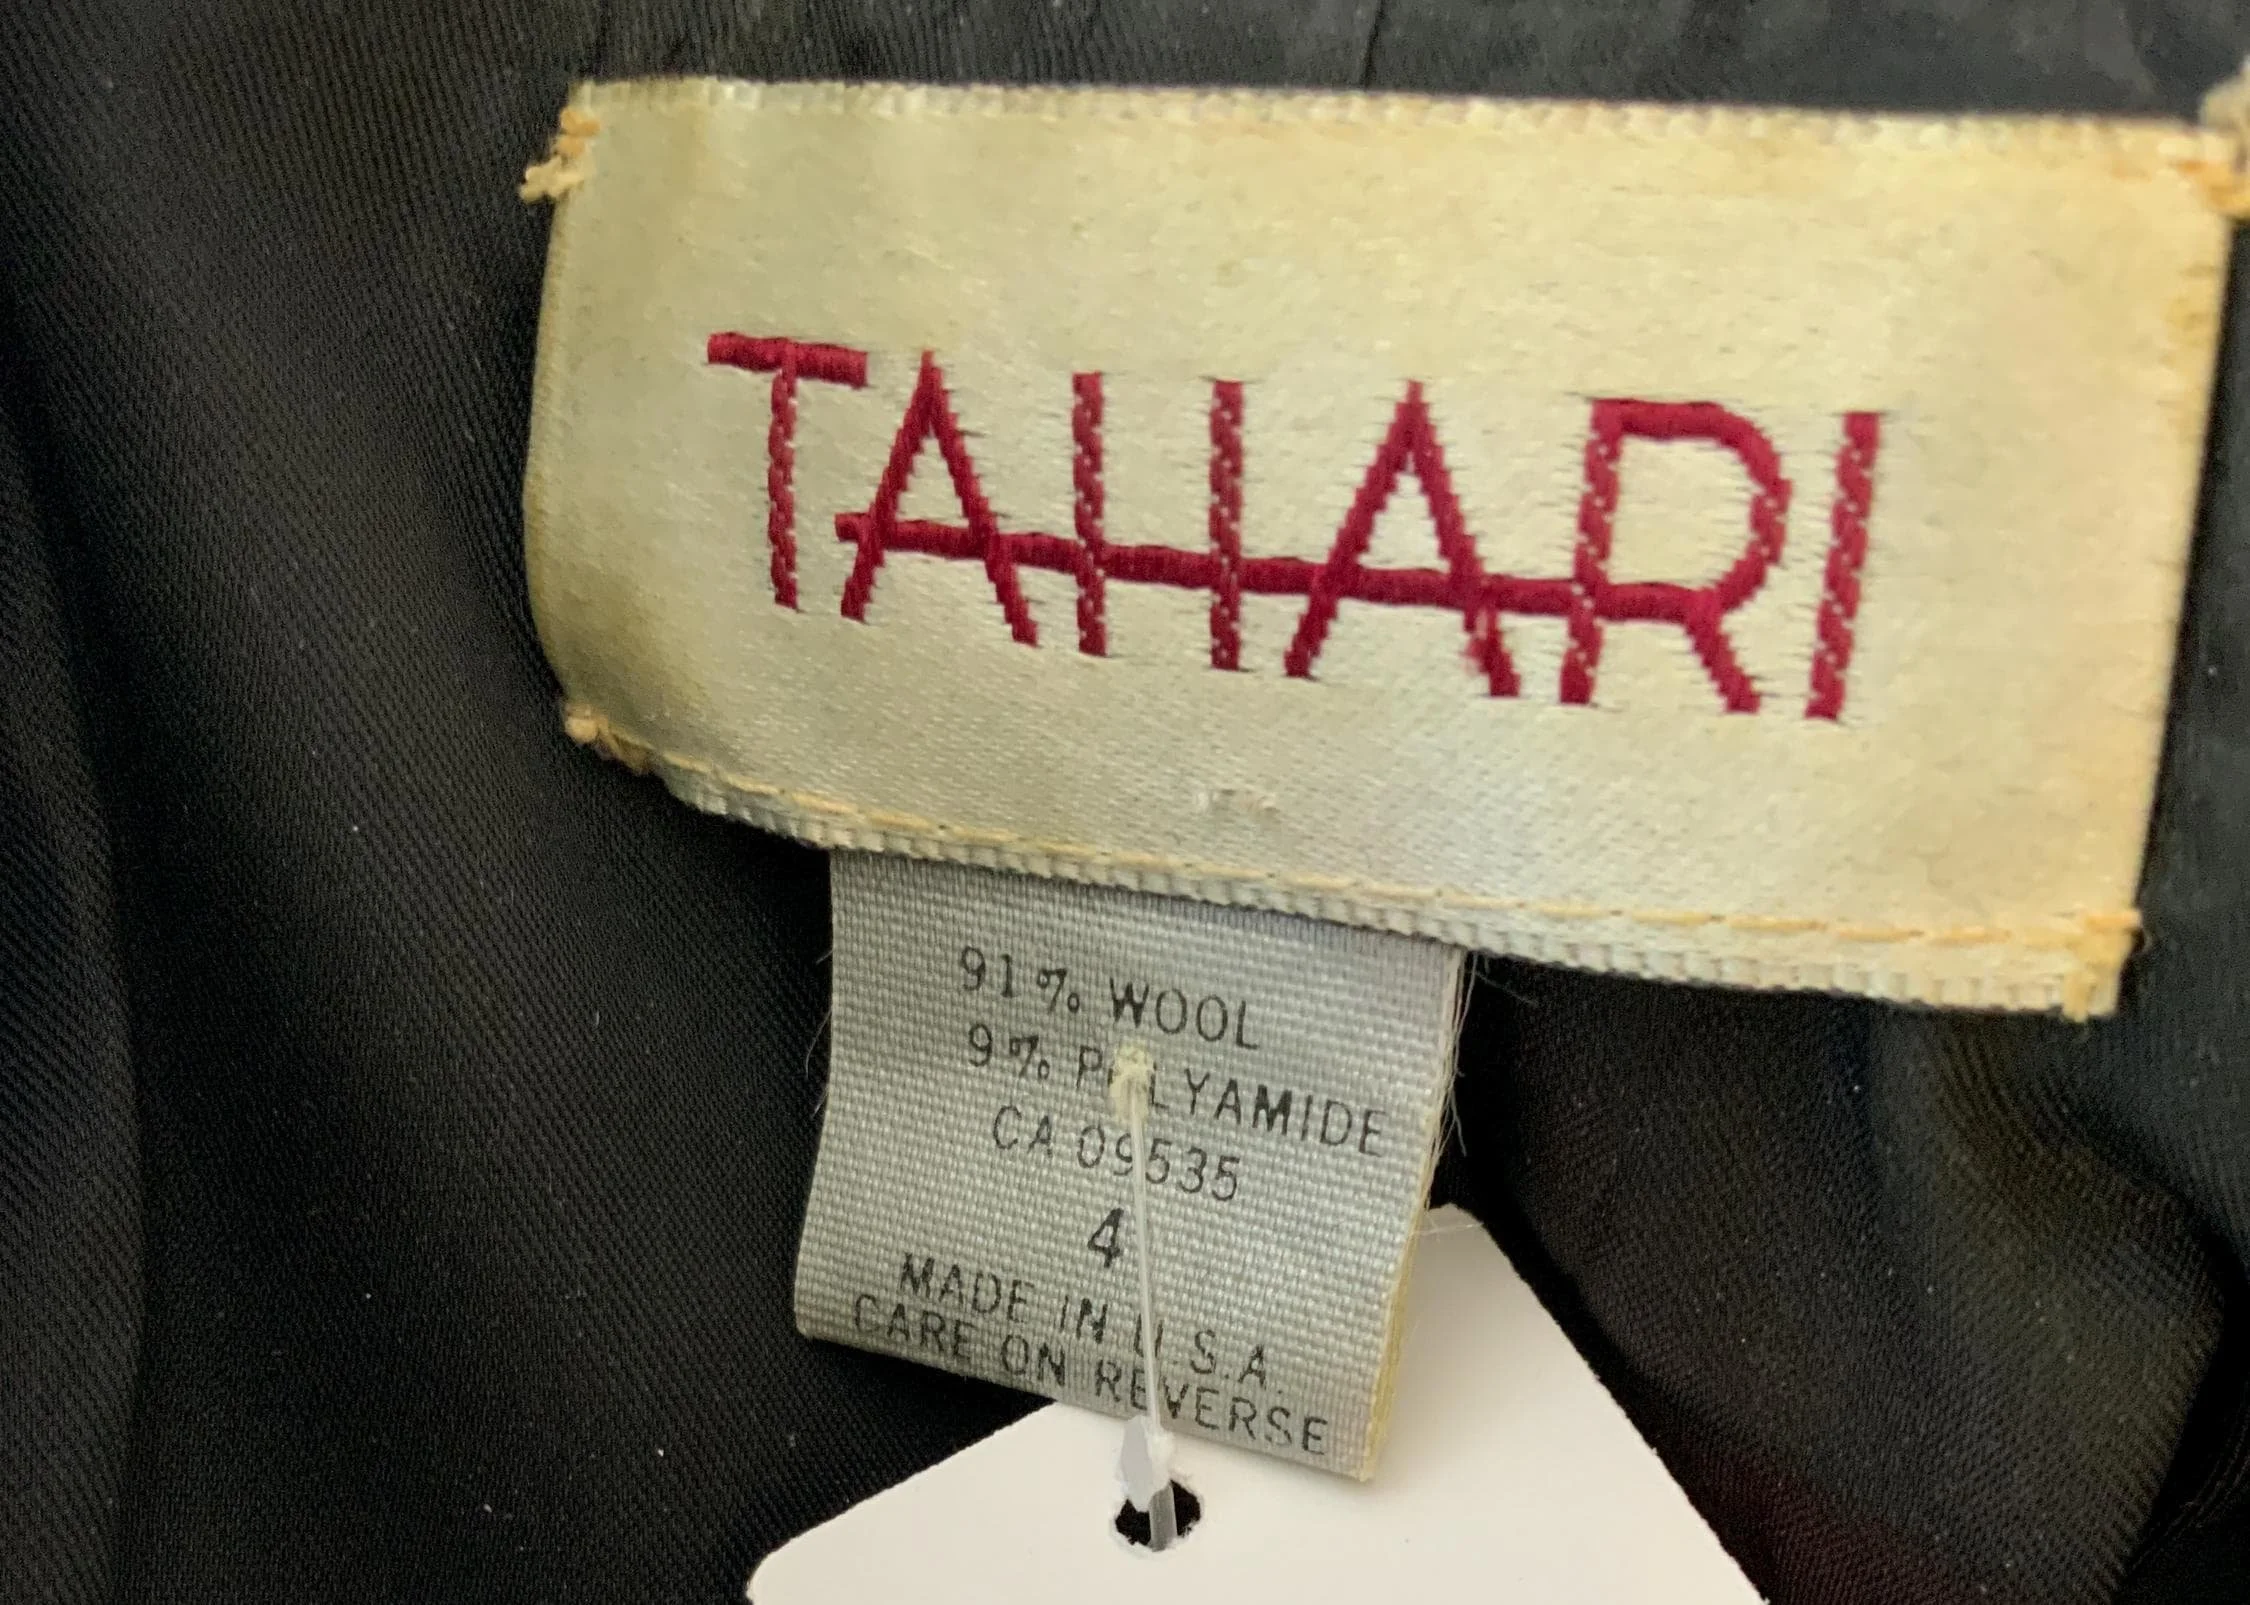 TAHARI
91% WOOL
9% POLYAMIDE
CA 09535
4
MADE IN U.S.A.
CARE ON REVERSE